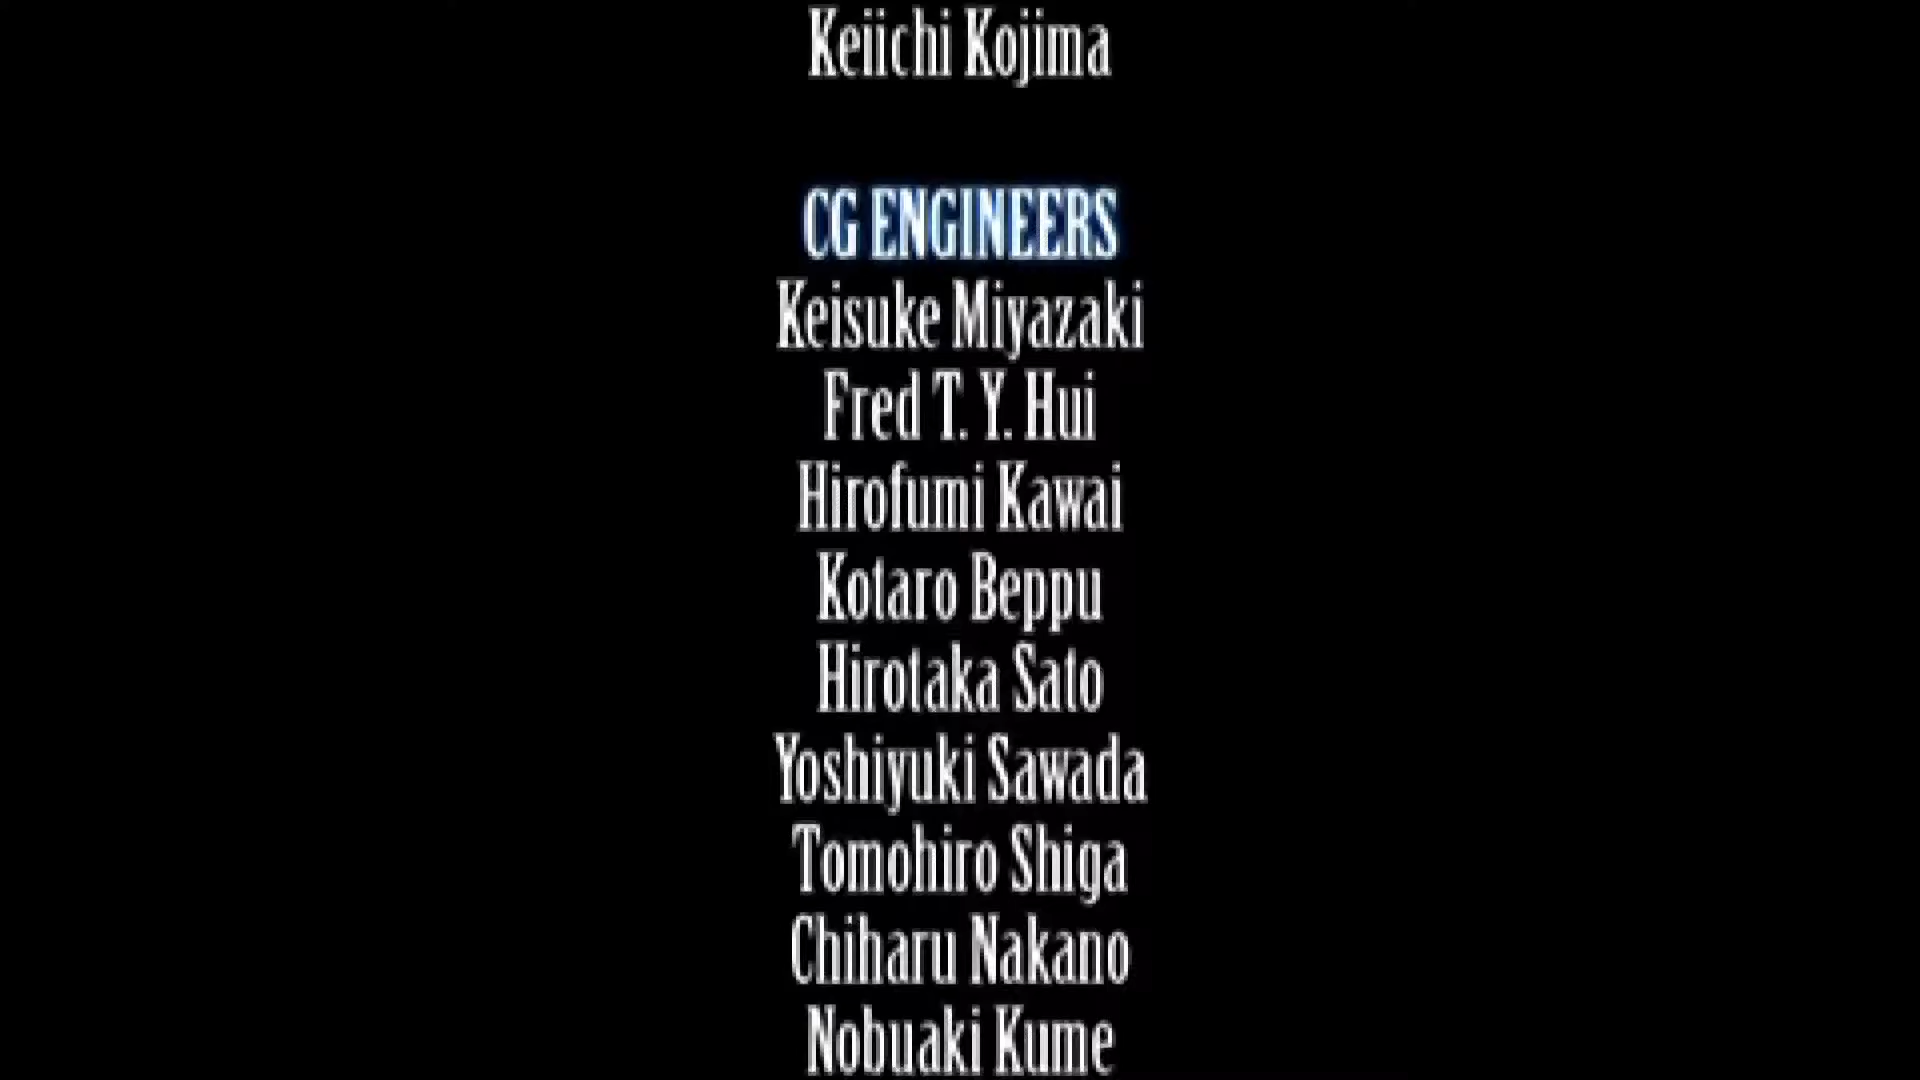 Keiichi Kojima
CG ENGINEERS
Keisuke Miyazaki
Fred T. Y. Hui
Hirofumi Kawai
Kotaro Beppu
Hirotaka Sato
Yoshiyuki Sawada
Tomohiro Shiga
Chiharu Nakano
Nobuaki Kume